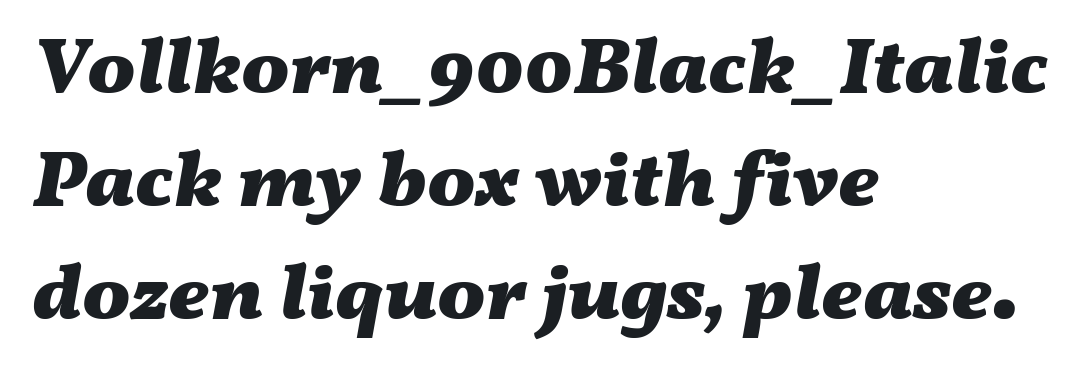 Vollkorn_900Black_Italic
Pack my box with five
dozen liquor jugs, please.